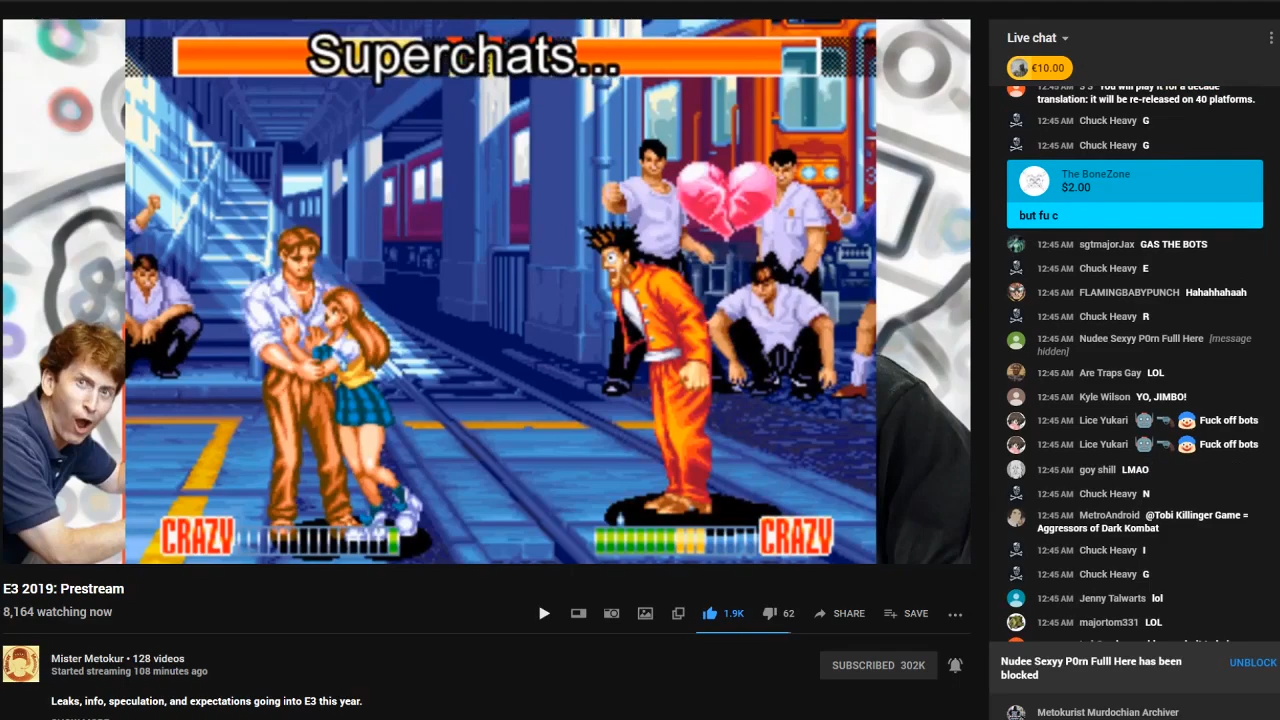 Superchats...
CRAZY
CRAZY
E3 2019: Prestream
8,164 watching now
1.9K
62
SHARE
SAVE
Mister Metokur • 128 videos
Started streaming 108 minutes ago
SUBSCRIBED 302K
Leaks, info, speculation, and expectations going into E3 this year.
Live chat
€10.00
12:45 AM S S You will play it for a decade
translation: it will be re-released on 40 platforms.
12:45 AM Chuck Heavy G
12:45 AM Chuck Heavy G
The BoneZone
$2.00
but fu c
12:45 AM sgtmajorJax GAS THE BOTS
12:45 AM Chuck Heavy E
12:45 AM FLAMINGBABYPUNCH Hahahhahaah
12:45 AM Chuck Heavy R
12:45 AM Nudee Sexyy P0rn Fulll Here [message
hidden]
12:45 AM Are Traps Gay LOL
12:45 AM Kyle Wilson YO, JIMBO!
12:45 AM Lice Yukari Fuck off bots
12:45 AM Lice Yukari Fuck off bots
12:45 AM goy shill LMAO
12:45 AM Chuck Heavy N
12:45 AM MetroAndroid @Tobi Killinger Game =
Aggressors of Dark Kombat
12:45 AM Chuck Heavy I
12:45 AM Chuck Heavy G
12:45 AM Jenny Talwarts lol
12:45 AM majortom331 LOL
Nudee Sexyy P0rn Fulll Here has been
blocked
UNBLOCK
Metokurist Murdochian Archiver